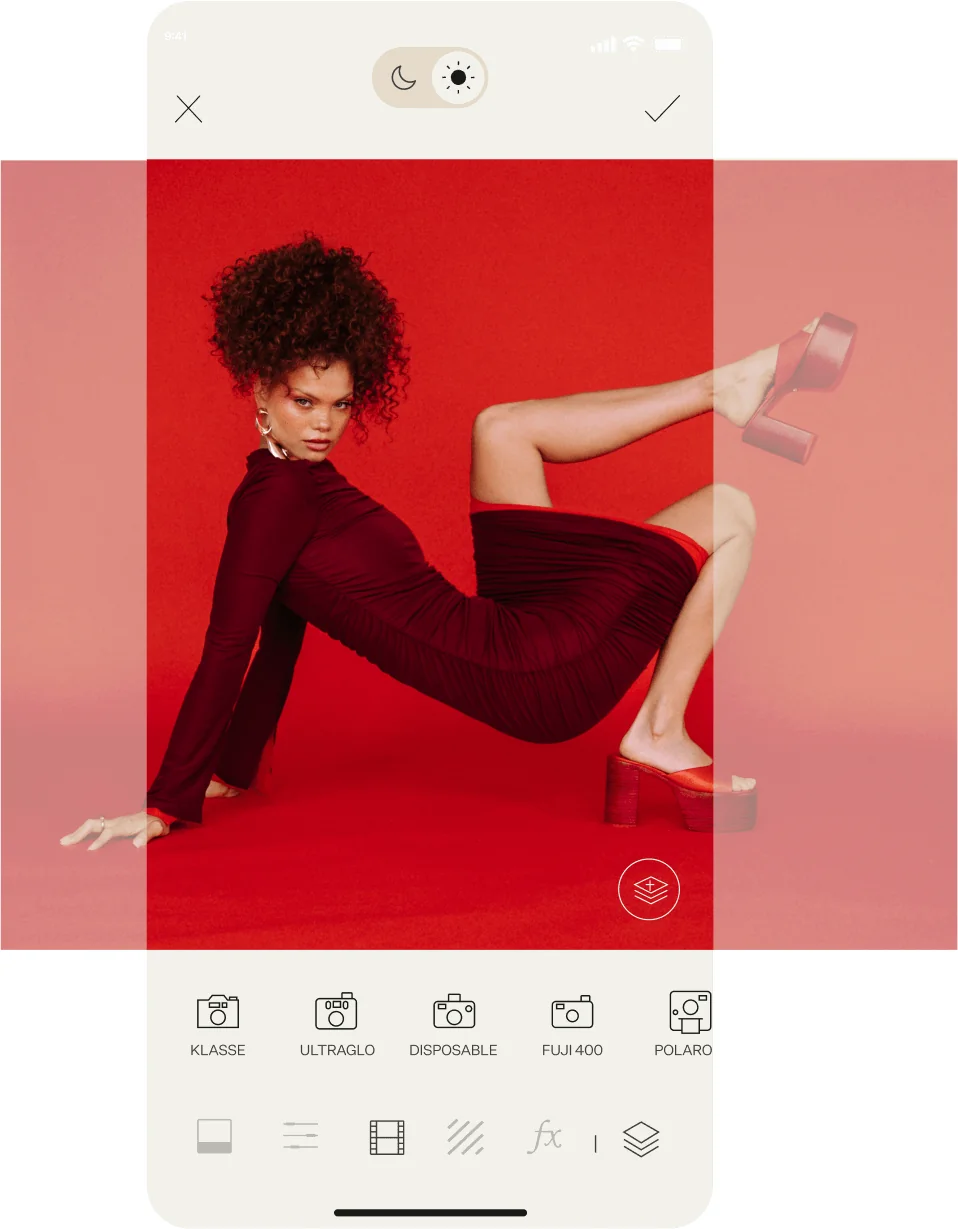 9:41
KLASSE
ULTRAGLO
DISPOSABLE
FUJI 400
POLARO
fx